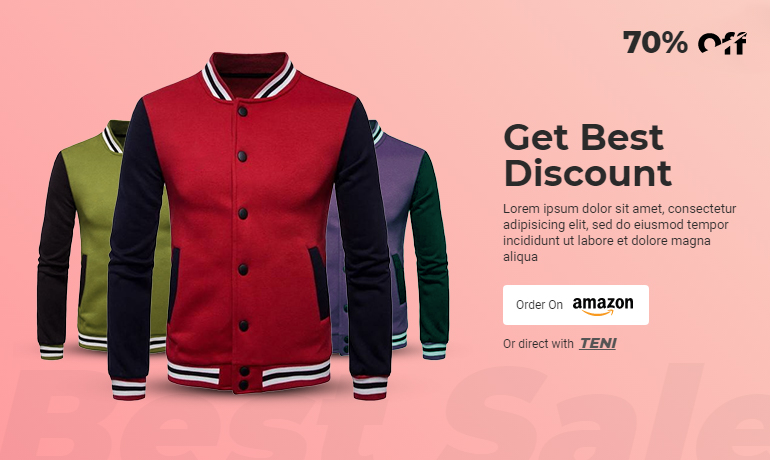 70% Off
Get Best
Discount
Lorem ipsum dolor sit amet, consectetur
adipisicing elit, sed do eiusmod tempor
incididunt ut labore et dolore magna
aliqua
Order On amazon
Or direct with TENI
Best Sale